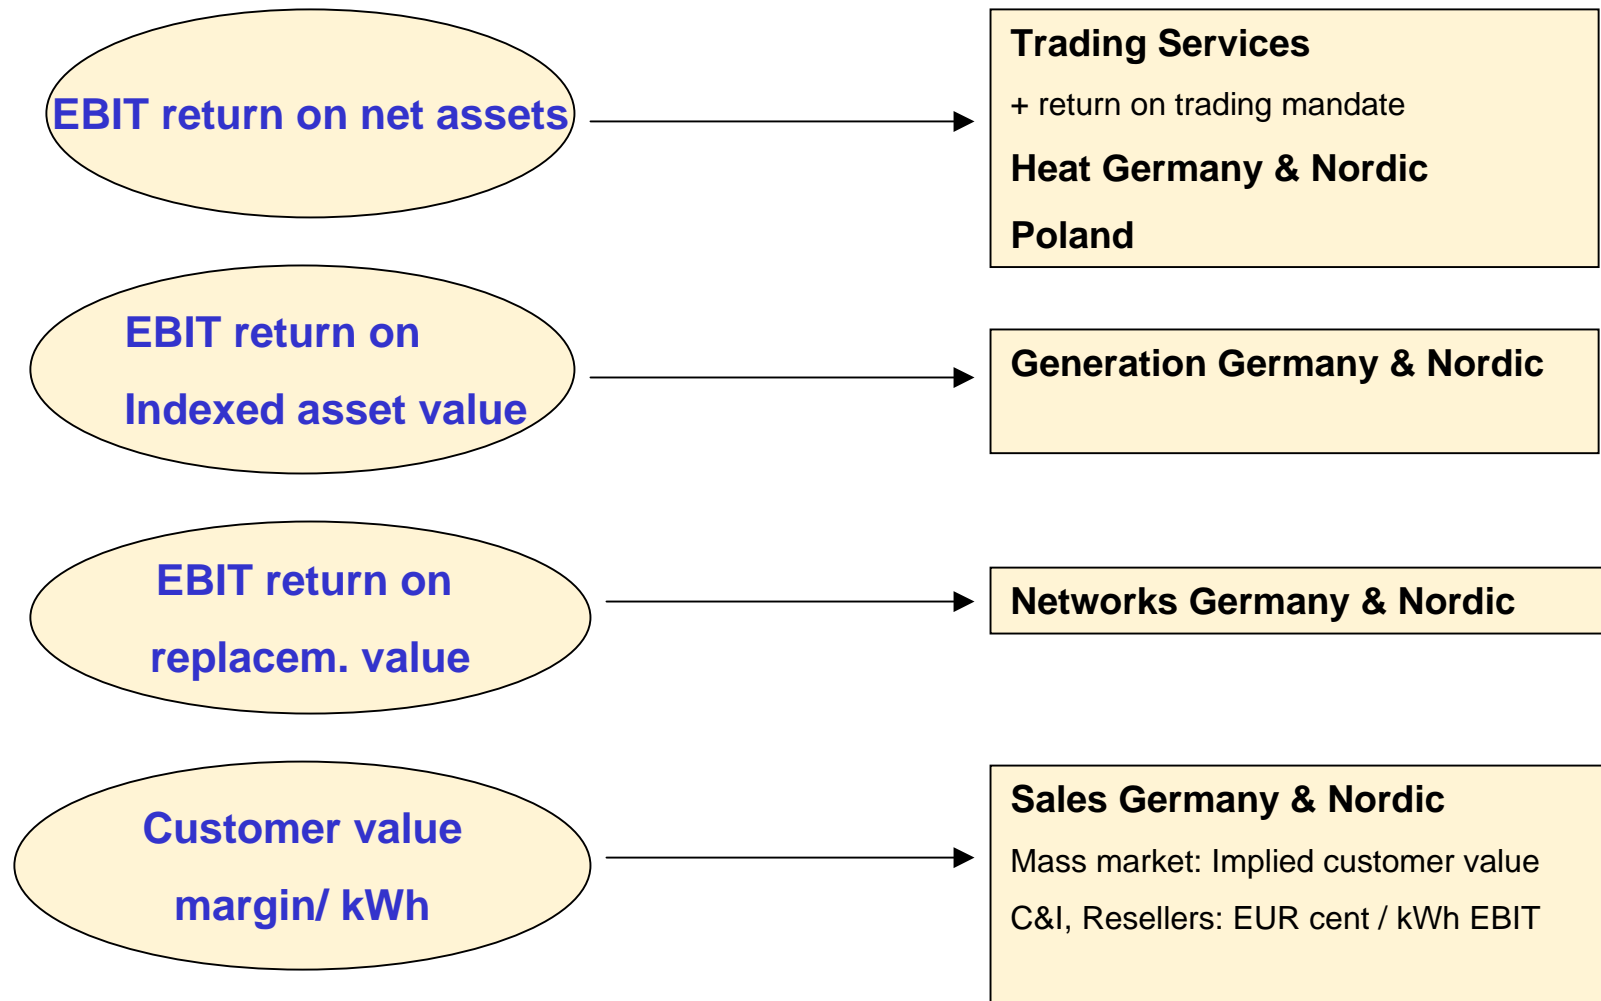 EBIT return on net assets
Trading Services
+ return on trading mandate
Heat Germany & Nordic
Poland
EBIT return on
Indexed asset value
Generation Germany & Nordic
EBIT return on
replacem. value
Networks Germany & Nordic
Customer value
margin/ kWh
Sales Germany & Nordic
Mass market: Implied customer value
C&I, Resellers: EUR cent / kWh EBIT